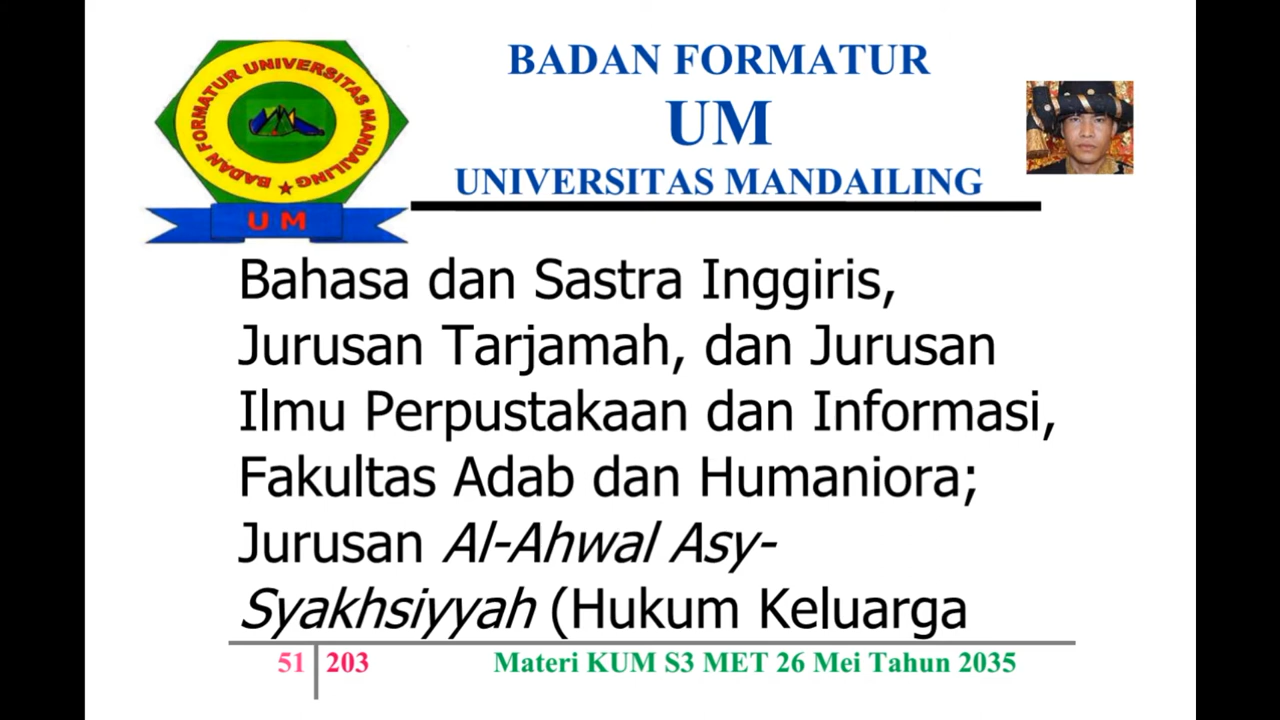 BADAN FORMATUR UNIVERSITAS MANDAILING
UM
BADAN FORMATUR
UM
UNIVERSITAS MANDAILING
Bahasa dan Sastra Inggiris,
Jurusan Tarjamah, dan Jurusan
Ilmu Perpustakaan dan Informasi,
Fakultas Adab dan Humaniora;
Jurusan Al-Ahwal Asy-
Syakhsiyyah (Hukum Keluarga
51 203 Materi KUM S3 MET 26 Mei Tahun 2035